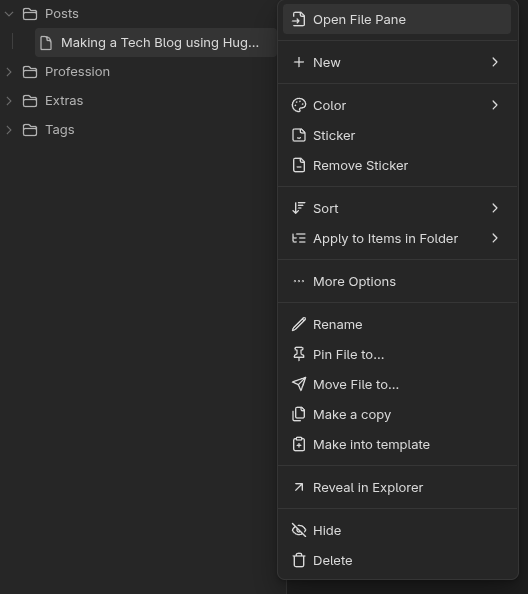 Posts
Making a Tech Blog using Hug...
Profession
Extras
Tags
Open File Pane
New
Color
Sticker
Remove Sticker
Sort
Apply to Items in Folder
More Options
Rename
Pin File to...
Move File to...
Make a copy
Make into template
Reveal in Explorer
Hide
Delete